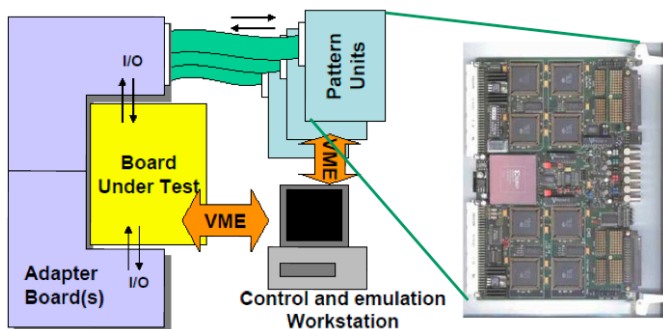 I/O
Pattern
Units
Board
Under Test
VME
VME
I/O
Adapter
Board(s)
Control and emulation
Workstation